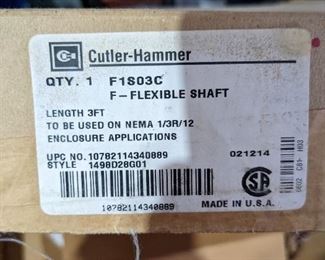 Cutler-Hammer
QTY. 1 F1S03C
F-FLEXIBLE SHAFT
LENGTH 3FT
TO BE USED ON NEMA 1/3R/12
ENCLOSURE APPLICATIONS
UPC NO. 10782114340889
STYLE 1498D28G01
021214
10782114340889
MADE IN U.S.A.